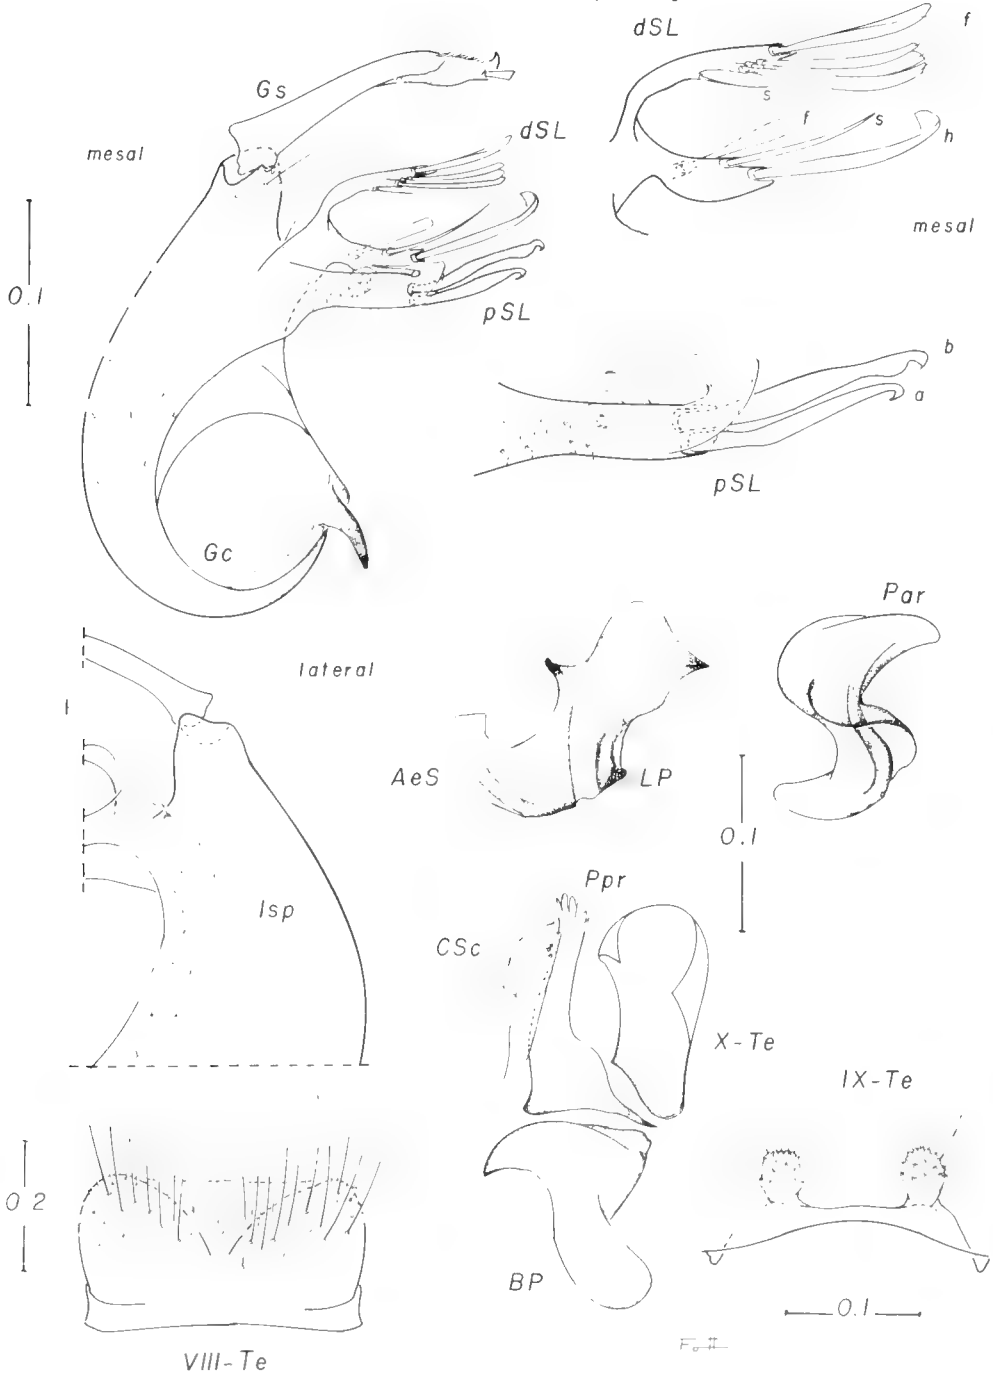 dSL
f
Gs
s
dSL
f
s
h
mesal
mesal
0.1
pSL
b
a
pSL
Gc
Par
lateral
AeS
LP
0.1
Ppr
CSc
Isp
X-Te
IX-Te
0 2
BP
0.1
VIII-Te